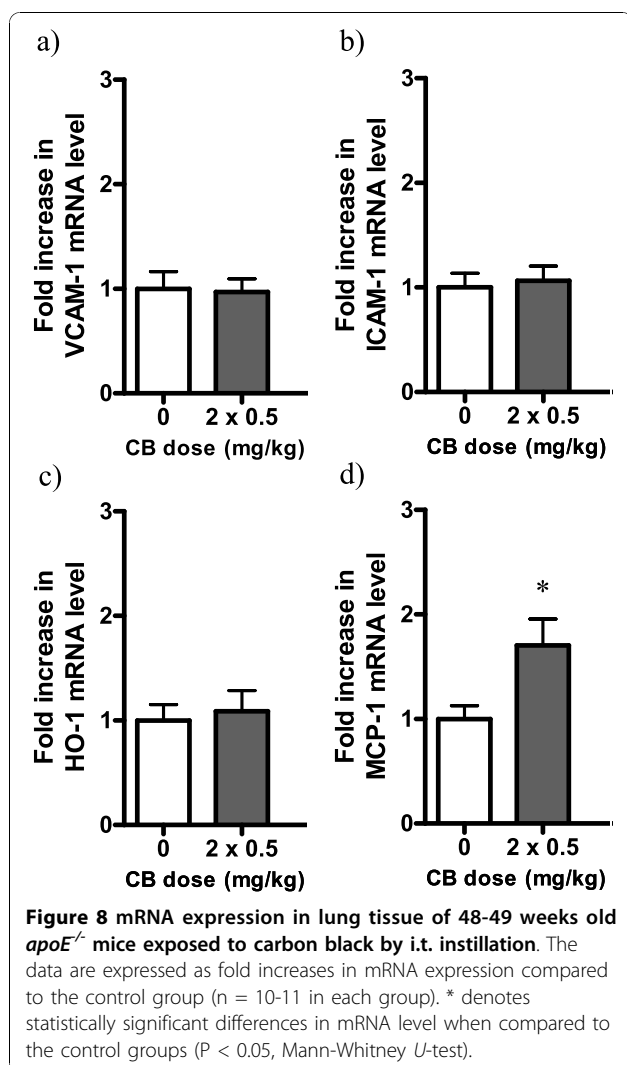 a)
Fold increase in
VCAM-1 mRNA level
3
2
1
0
0 2 x 0.5
CB dose (mg/kg)
b)
Fold increase in
ICAM-1 mRNA level
3
2
1
0
0 2 x 0.5
CB dose (mg/kg)
c)
Fold increase in
HO-1 mRNA level
3
2
1
0
0 2 x 0.5
CB dose (mg/kg)
d)
Fold increase in
MCP-1 mRNA level
3
2
1
0
*
0 2 x 0.5
CB dose (mg/kg)
Figure 8 mRNA expression in lung tissue of 48-49 weeks old
apoE-/- mice exposed to carbon black by i.t. instillation. The
data are expressed as fold increases in mRNA expression compared
to the control group (n = 10-11 in each group). * denotes
statistically significant differences in mRNA level when compared to
the control groups (P < 0.05, Mann-Whitney U-test).